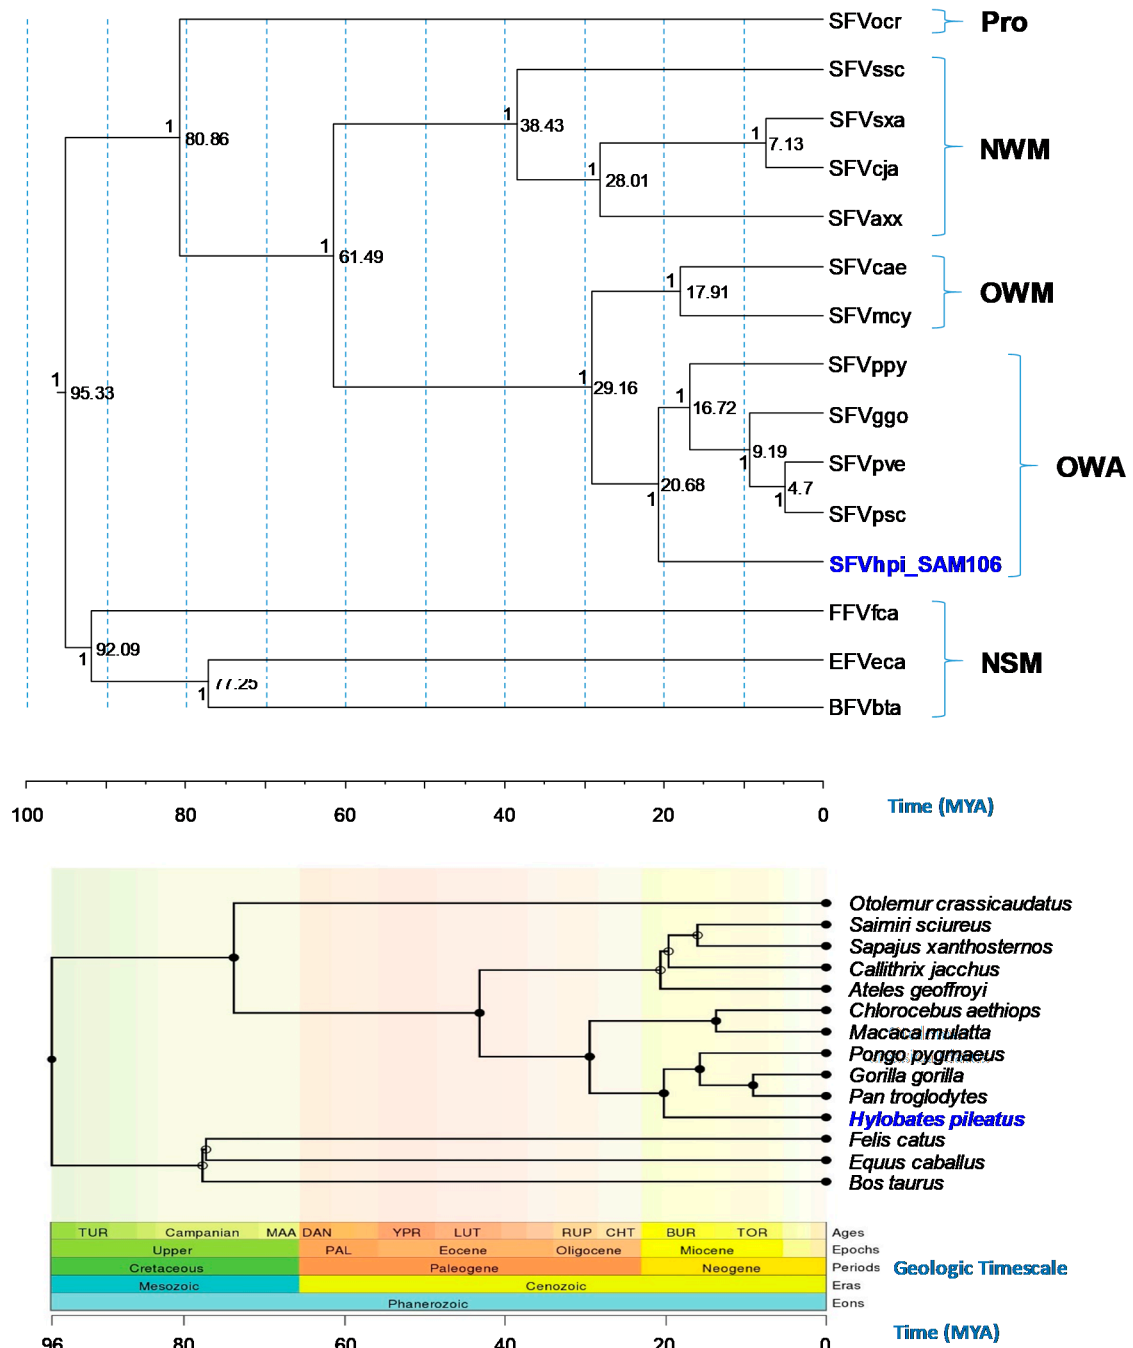 SFVocr
Pro
SFVssc
1
38.43
SFVsxa
1
7.13
1
80.86
NWM
SFVcja
1
28.01
SFVaxx
1
61.49
SFVcae
1
17.91
OWM
SFVmcy
SFVppy
1
95.33
1
29.16
1
16.72
SFVggo
9.19
1
SFVpve
OWA
20.68
1
4.7
1
SFVpsc
SFVhpi_SAM106
FFVfca
92.09
1
EFVeca
NSM
77.25
1
BFVbta
100 80 60 40 20 0
Time (MYA)
Otolemur crassicaudatus
Saimiri sciureus
Sapajus xanthosternos
Callithrix jacchus
Ateles geoffroyi
Chlorocebus aethiops
Macaca mulatta
Pongo pygmaeus
Gorilla gorilla
Pan troglodytes
Hylobates pileatus
Felis catus
Equus caballus
Bos taurus
TUR Campanian MAA DAN YPR LUT RUP CHT BUR TOR Ages
Upper PAL Eocene Oligocene Miocene Epochs
Cretaceous Paleogene Neogene Periods
Geologic Timescale
Mesozoic Cenozoic Eras
Phanerozoic Eons
96 80 60 40 20 0
Time (MYA)